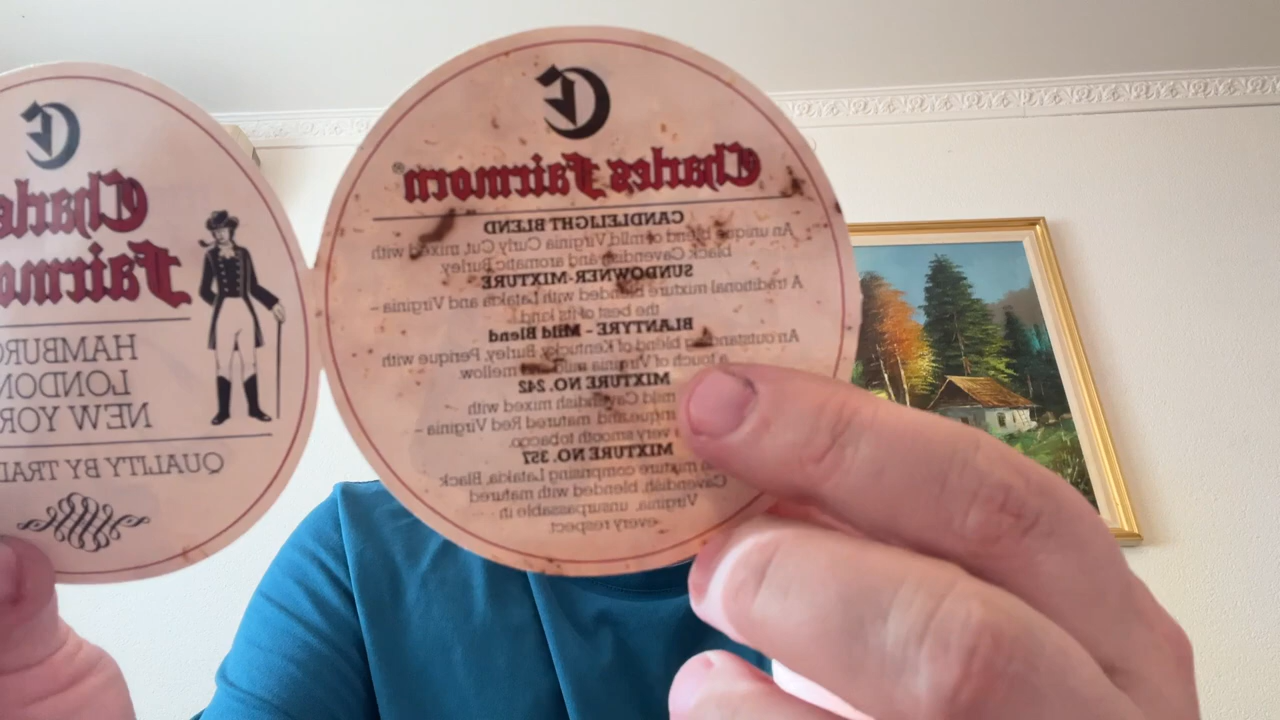 Charles
Fairmorn
HAMBURG
LONDON
NEW YORK
QUALITY BY TRAD
Charles Fairmorn®
CANDLELIGHT BLEND
An unique blend of mild Virginia Curly Cut, mixed with
black Cavendish and aromatic Burley.
SUNDOWNER-MIXTURE
A traditional mixture blended with Latakia and Virginia –
the best of its kind.
BLANTYRE - Mild Blend
An outstanding blend of Kentucky, Burley, Perique with
a touch of Virginia mild and mellow.
MIXTURE NO. 242
mild Cavendish mixed with
matured Red Virginia –
very smooth tobacco.
MIXTURE NO. 357
mixture comprising Latakia, Black
Cavendish, blended with matured
Virginia, unsurpassable in
every respect.